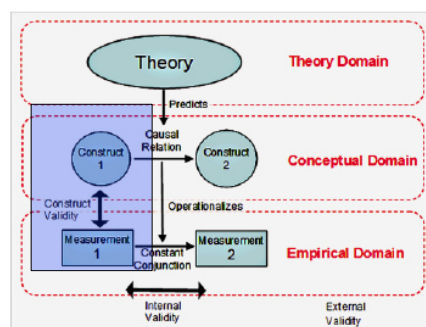 Theory
Theory Domain
Predicts
Causal
Relation
Construct
1
Construct
2
Conceptual Domain
Construct
Validity
Operationalizes
Measurement
1
Constant
Conjunction
Measurement
2
Empirical Domain
Internal
Validity
External
Validity